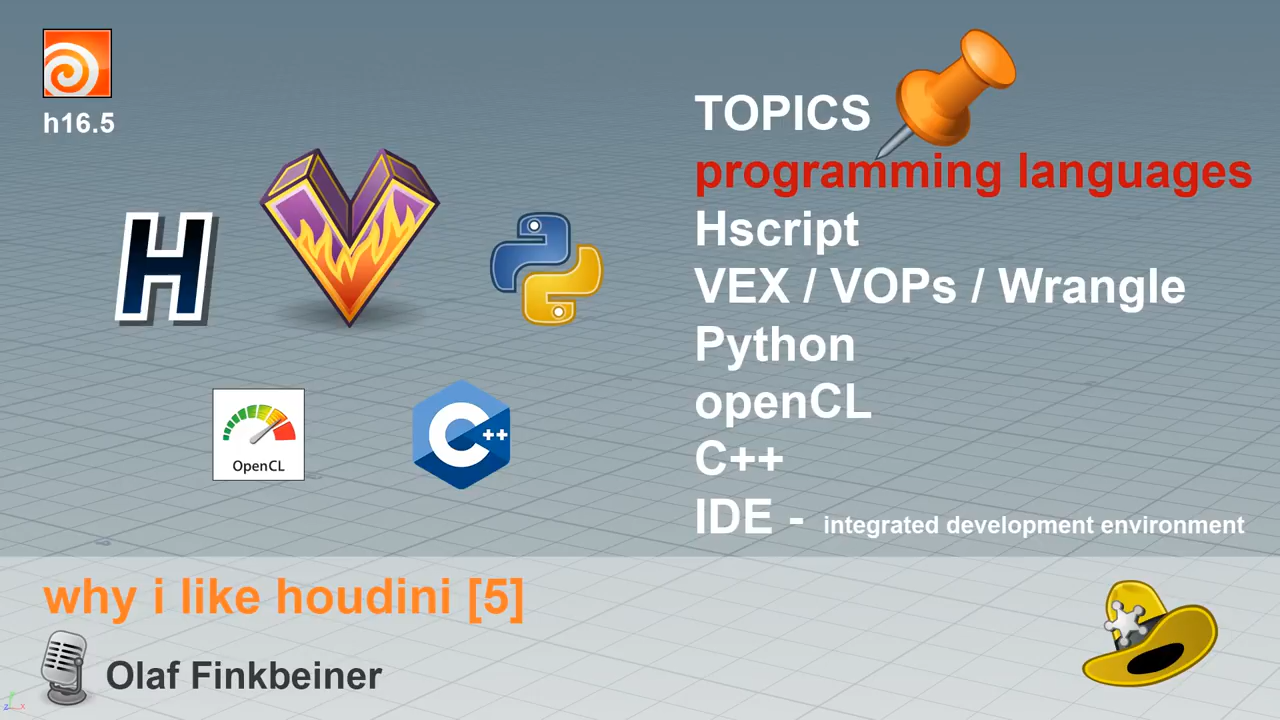 h16.5
TOPICS
programming languages
Hscript
VEX / VOPs / Wrangle
Python
openCL
C++
IDE - integrated development environment
H
OpenCL
C++
why i like houdini [5]
Olaf Finkbeiner